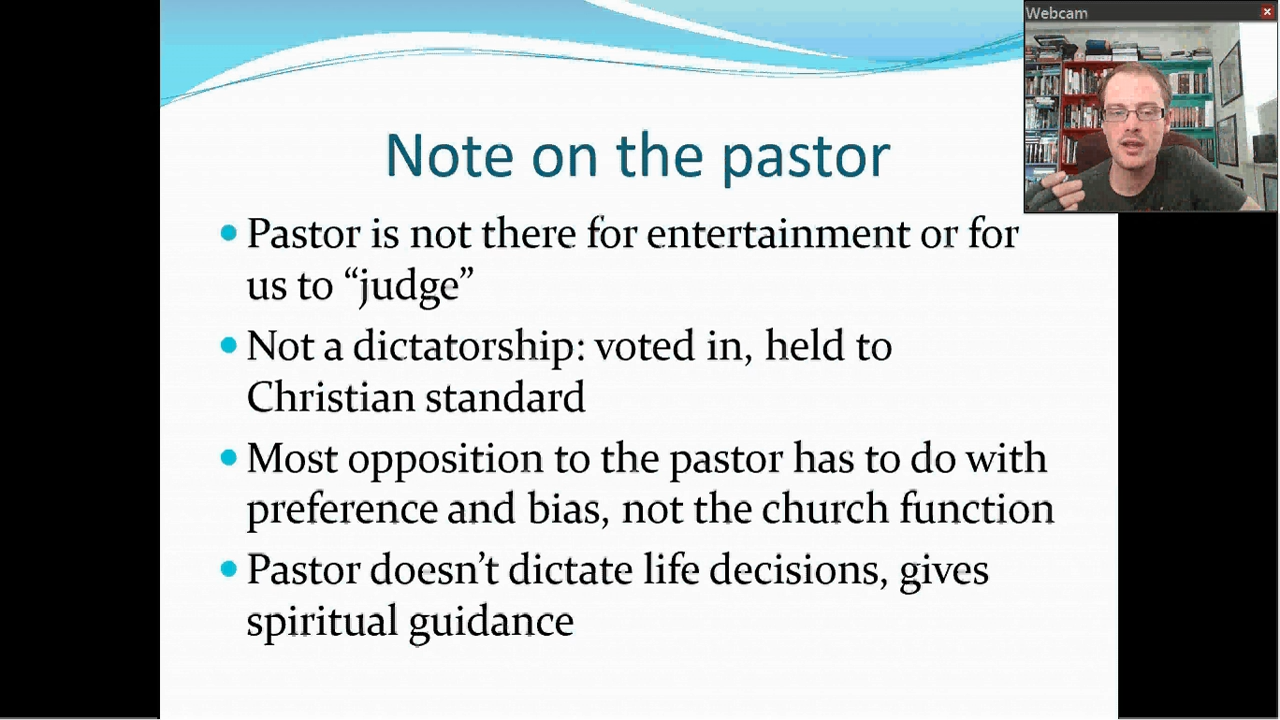 Webcam
Note on the pastor
Pastor is not there for entertainment or for
us to “judge”
Not a dictatorship: voted in, held to
Christian standard
Most opposition to the pastor has to do with
preference and bias, not the church function
Pastor doesn’t dictate life decisions, gives
spiritual guidance